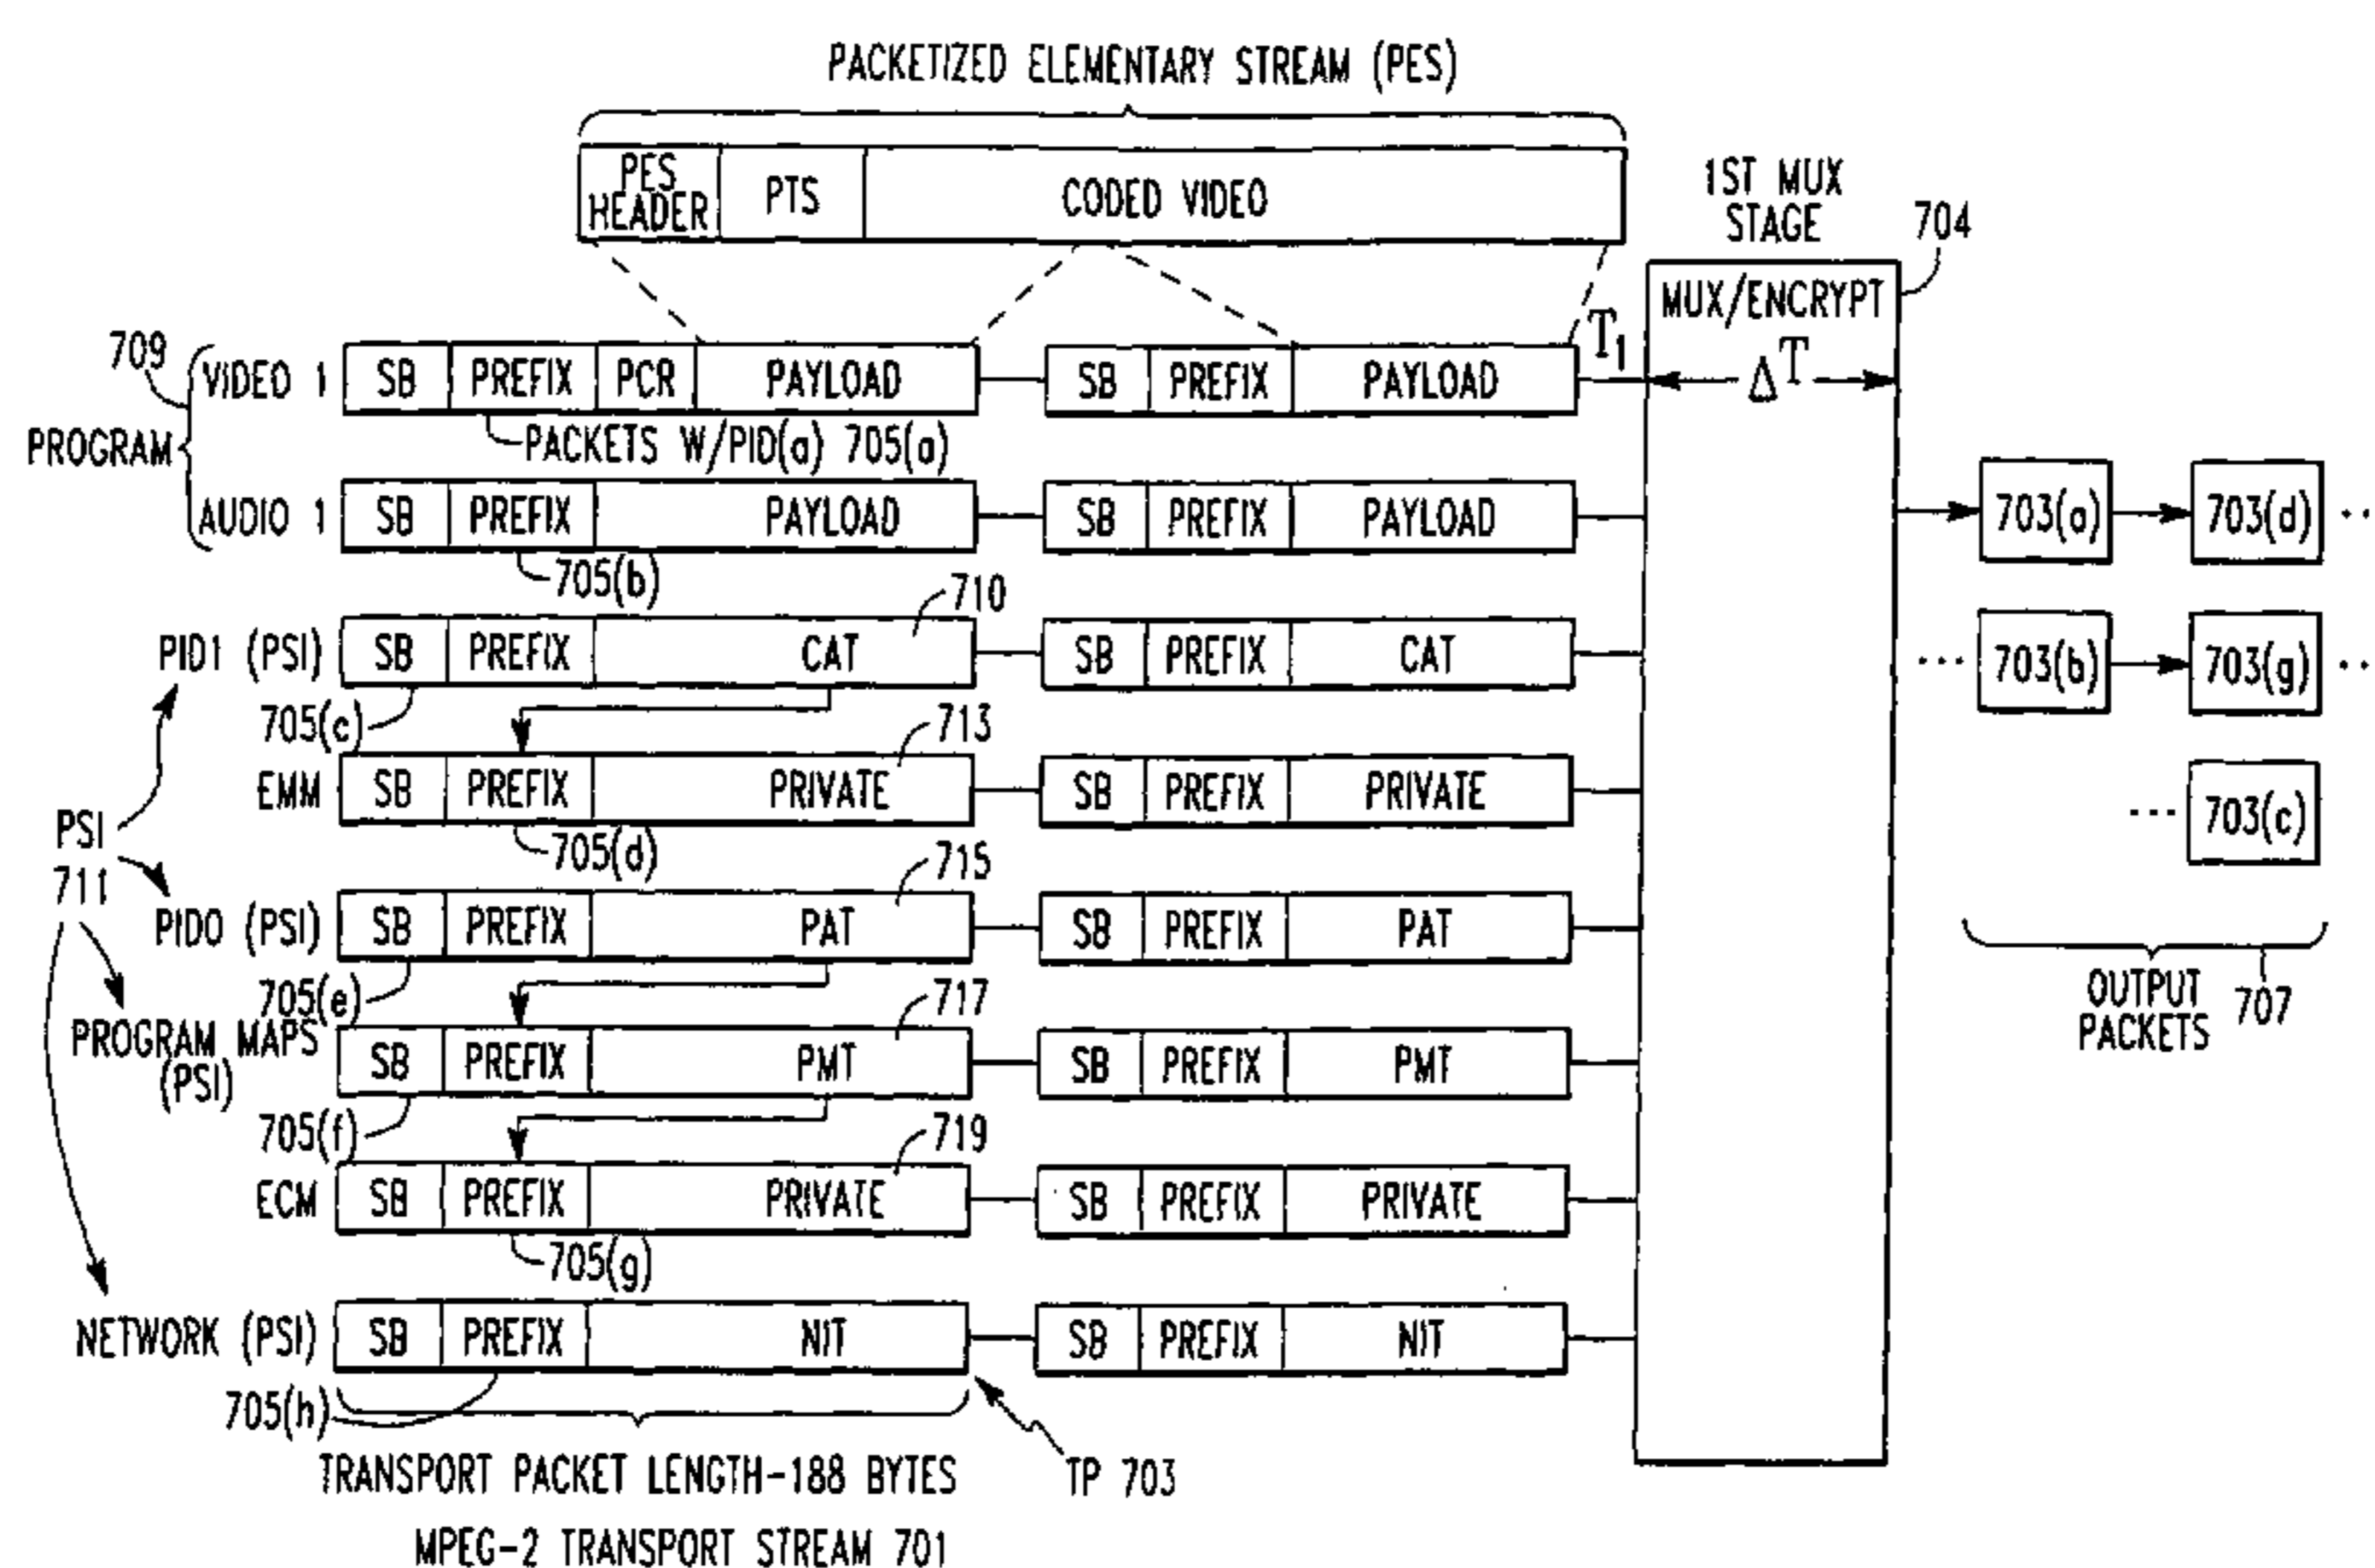 PACKETIZED ELEMENTARY STREAM (PES)
PES HEADER PTS CODED VIDEO
1ST MUX STAGE
704
MUX/ENCRYPT
T1 ΔT
709
PROGRAM
VIDEO 1 SB PREFIX PCR PAYLOAD SB PREFIX PAYLOAD
PACKETS W/PID(a) 705(a)
AUDIO 1 SB PREFIX PAYLOAD SB PREFIX PAYLOAD
705(b)
710
PID1 (PSI) SB PREFIX CAT SB PREFIX CAT
705(c)
713
EMM SB PREFIX PRIVATE SB PREFIX PRIVATE
705(d)
PSI
711
715
PID0 (PSI) SB PREFIX PAT SB PREFIX PAT
705(e)
717
PROGRAM MAPS (PSI) SB PREFIX PMT SB PREFIX PMT
705(f)
719
ECM SB PREFIX PRIVATE SB PREFIX PRIVATE
705(g)
NETWORK (PSI) SB PREFIX NIT SB PREFIX NIT
705(h)
TRANSPORT PACKET LENGTH-188 BYTES
TP 703
MPEG-2 TRANSPORT STREAM 701
703(a) 703(d) ..
... 703(b) 703(g) ..
... 703(c)
OUTPUT PACKETS 707